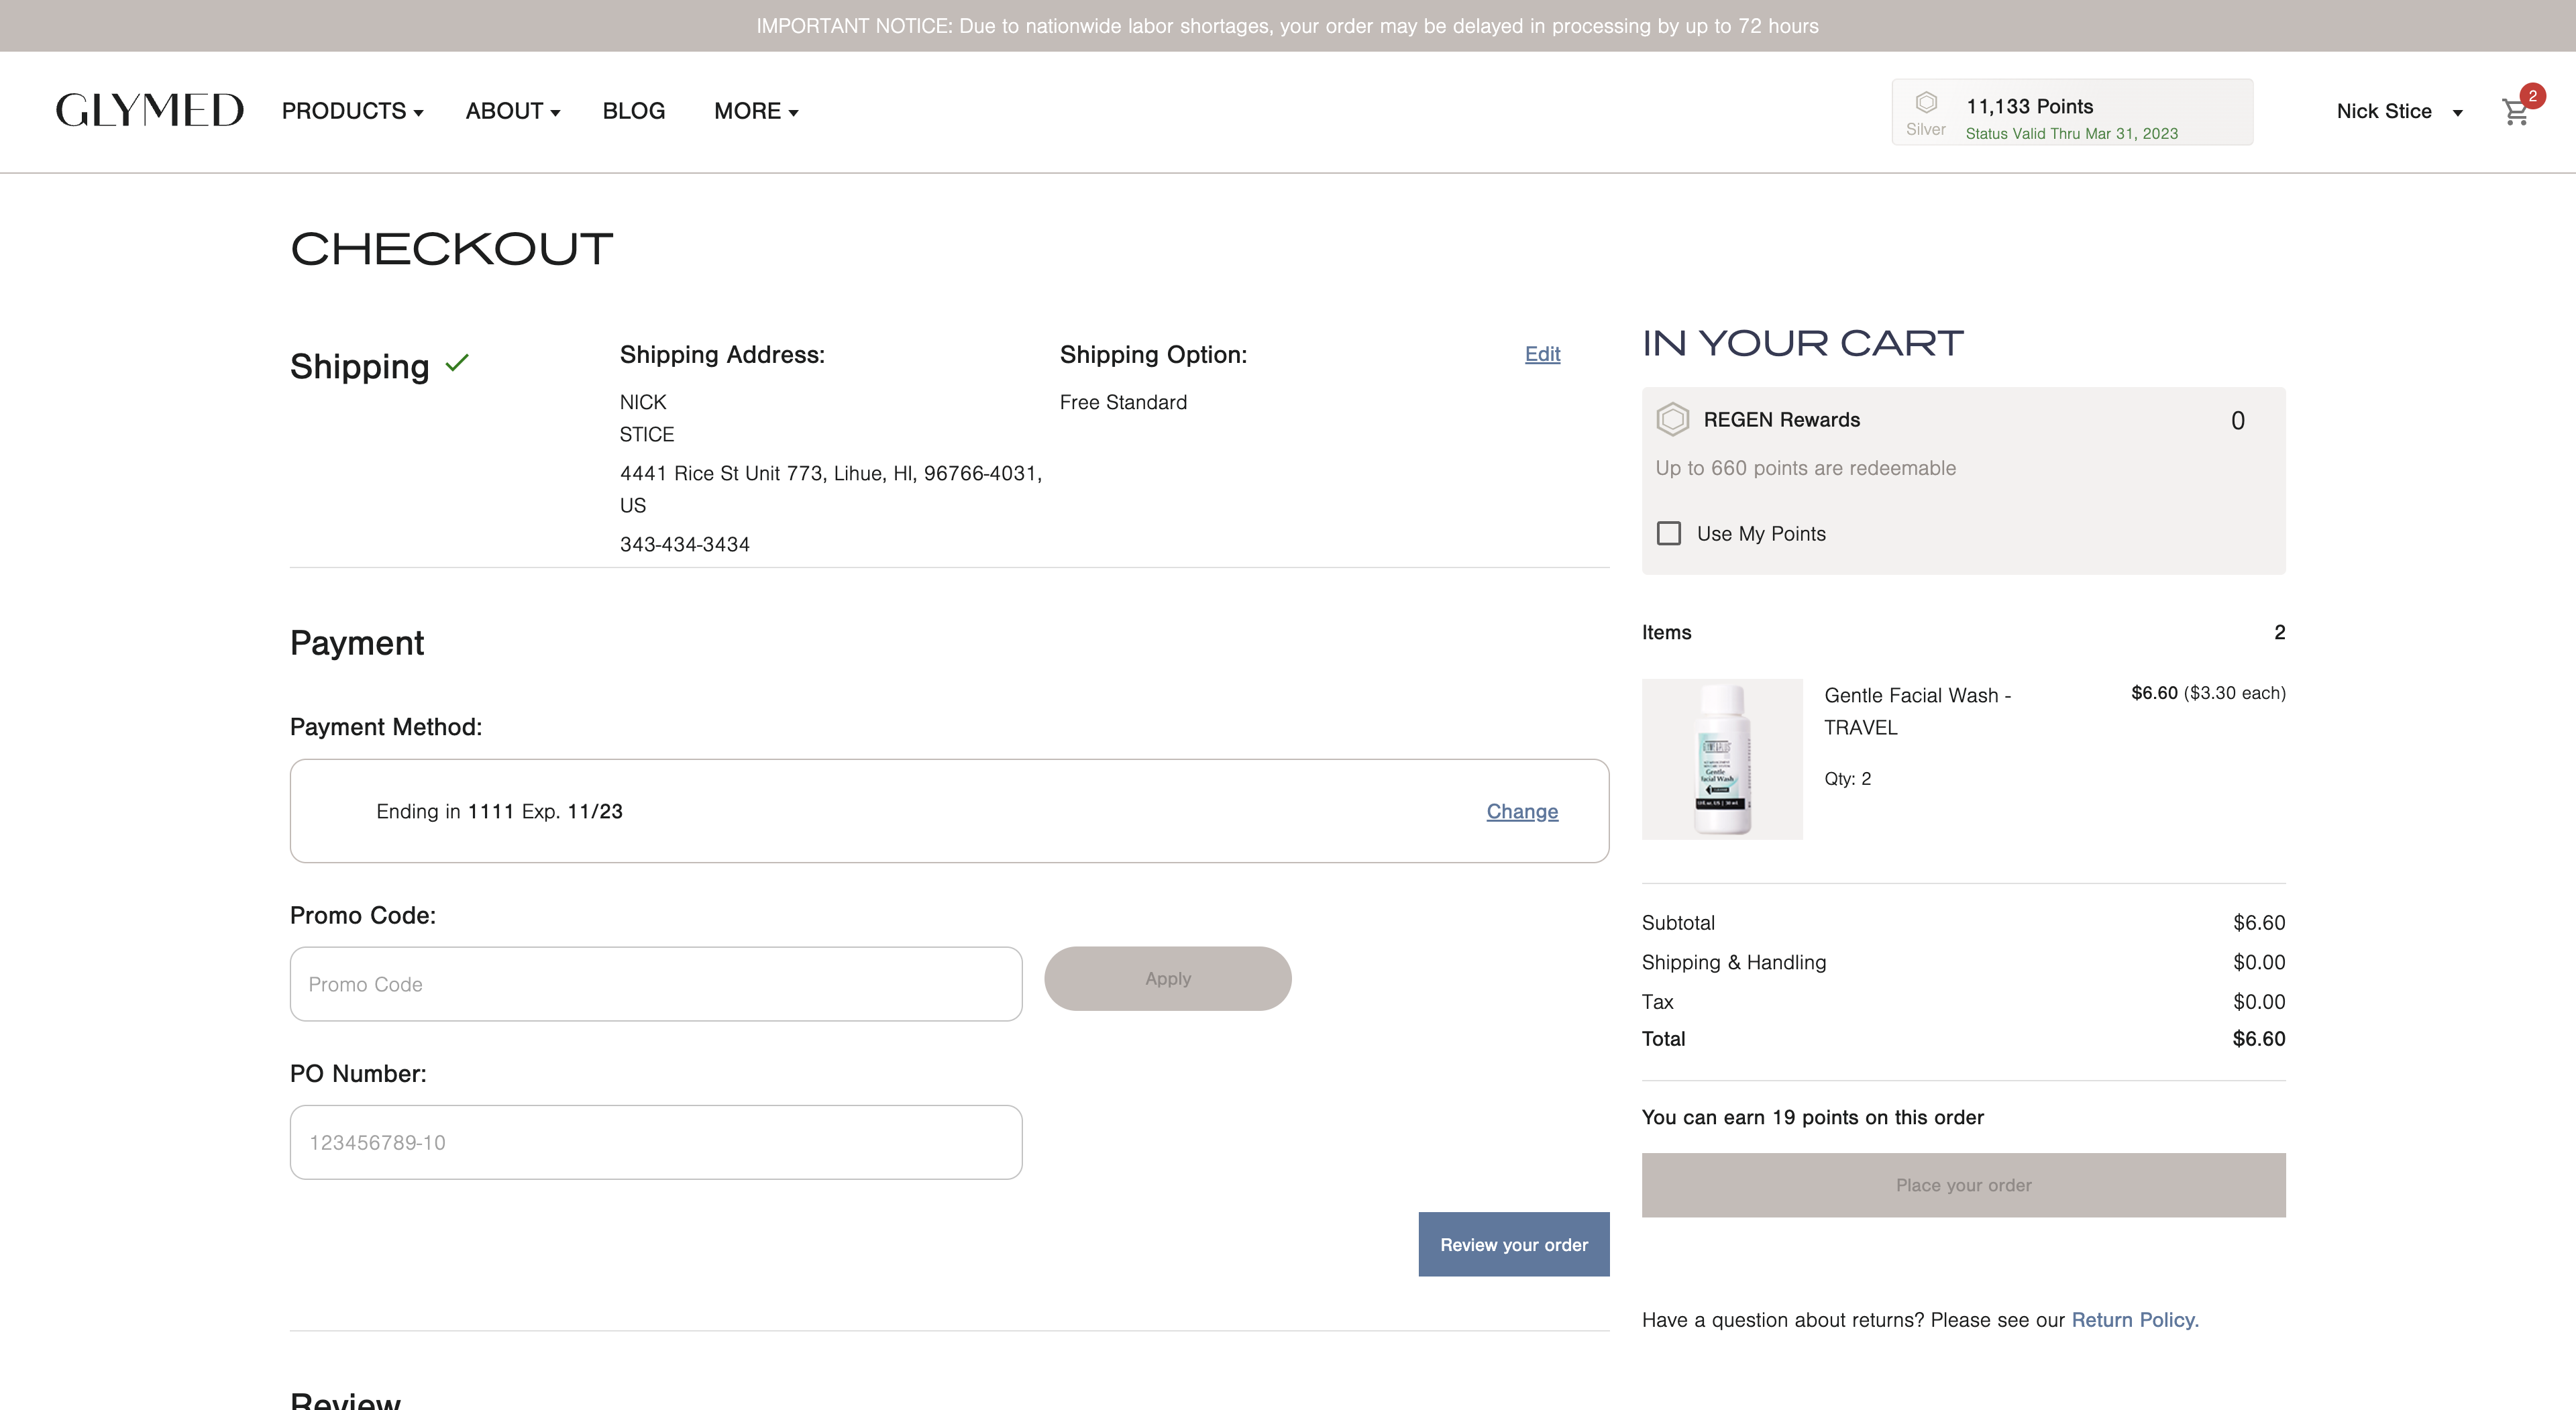 IMPORTANT NOTICE: Due to nationwide labor shortages, your order may be delayed in processing by up to 72 hours
GLYMED
PRODUCTS
ABOUT
BLOG
MORE
Silver
11,133 Points
Status Valid Thru Mar 31, 2023
Nick Stice
2
CHECKOUT
Shipping
Shipping Address:
NICK
STICE
4441 Rice St Unit 773, Lihue, HI, 96766-4031,
US
343-434-3434
Shipping Option:
Free Standard
Edit
Payment
Payment Method:
Ending in 1111 Exp. 11/23
Change
Promo Code:
Promo Code
Apply
PO Number:
123456789-10
Review your order
Review
IN YOUR CART
REGEN Rewards
0
Up to 660 points are redeemable
Use My Points
Items
2
Gentle
Facial Wash
Gentle Facial Wash -
TRAVEL
Qty: 2
$6.60 ($3.30 each)
Subtotal
$6.60
Shipping & Handling
$0.00
Tax
$0.00
Total
$6.60
You can earn 19 points on this order
Place your order
Have a question about returns? Please see our Return Policy.